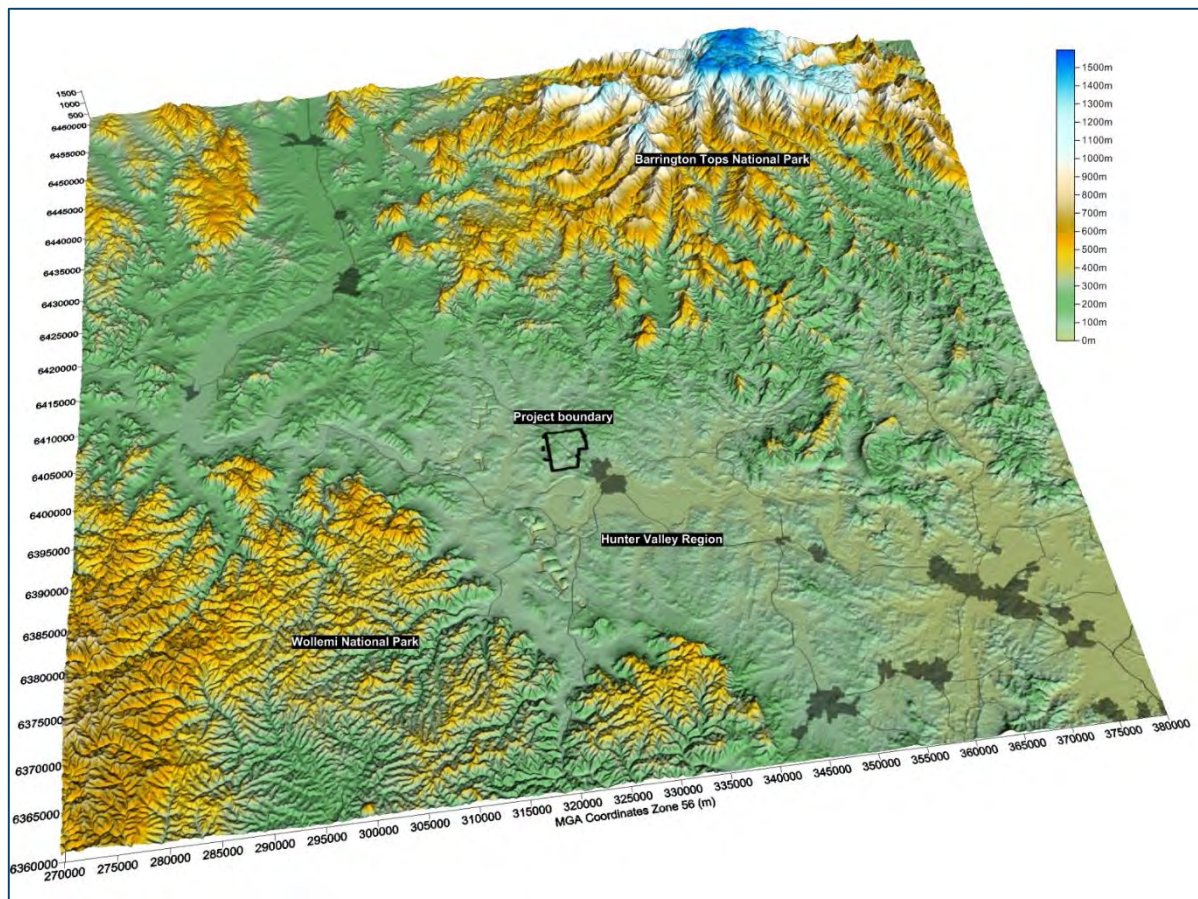 1500
1000
500
6460000
6455000
6450000
6445000
6440000
6435000
6430000
6425000
6420000
6415000
6410000
6405000
6400000
6395000
6390000
6385000
6380000
6375000
6370000
6365000
6360000
1500m
1400m
1300m
1200m
1100m
1000m
900m
800m
700m
600m
500m
400m
300m
200m
100m
0m
Barrington Tops National Park
Project boundary
Hunter Valley Region
Wollemi National Park
270000
275000
280000
285000
290000
295000
300000
305000
310000
315000
320000
325000
330000
335000
340000
345000
350000
355000
360000
365000
370000
375000
380000
MGA Coordinates Zone 56 (m)